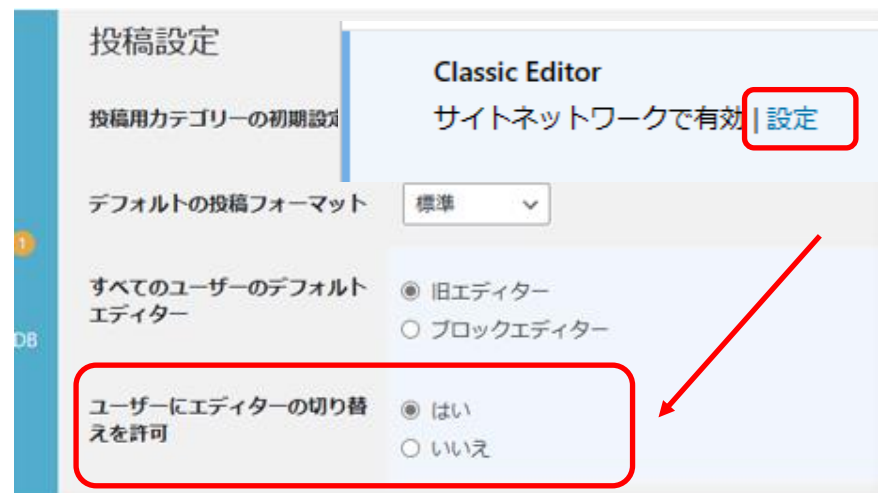 投稿設定
Classic Editor
サイトネットワークで有効 | 設定
投稿用カテゴリーの初期設定
デフォルトの投稿フォーマット
標準
1
すべてのユーザーのデフォルト
エディター
旧エディター
ブロックエディター
DB
ユーザーにエディターの切り替
えを許可
はい
いいえ